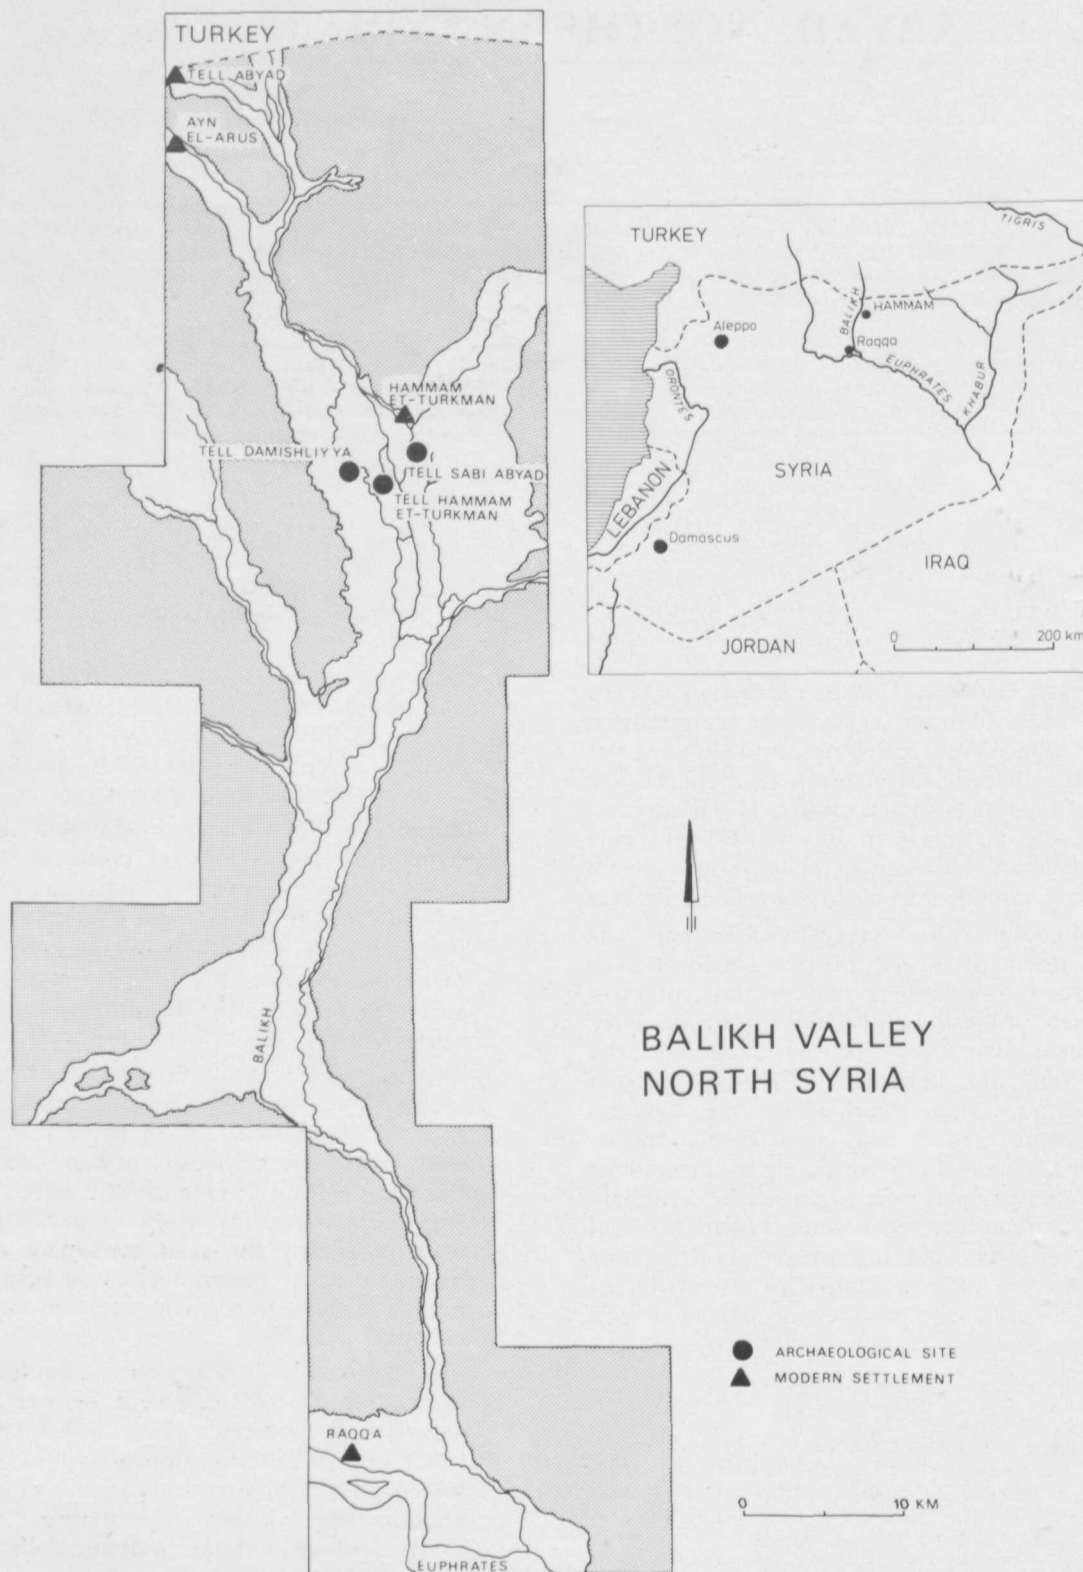 TURKEY
TELL ABYAD
AYN
EL-ARUS
HAMMAM
ET-TURKMAN
TELL DAMISHLIYYA
TELL SABI ABYAD
TELL HAMMAM
ET-TURKMAN
BALIKH
RAQQA
EUPHRATES
TURKEY
TIGRIS
BALIKH
HAMMAM
Aleppo
Raqqa
ORONTES
EUPHRATES
KHABUR
SYRIA
LEBANON
Damascus
IRAQ
JORDAN
0 200 km
BALIKH VALLEY
NORTH SYRIA
ARCHAEOLOGICAL SITE
MODERN SETTLEMENT
0 10 KM